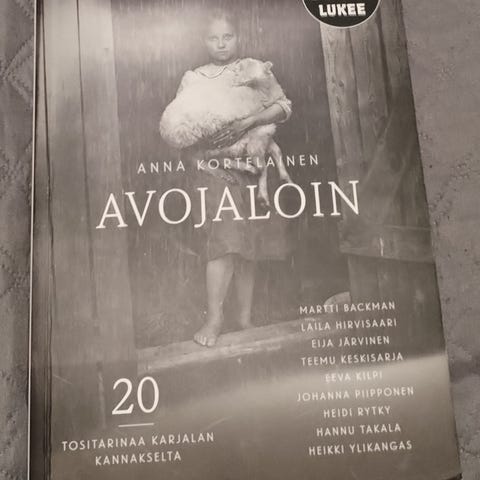 LUKEE
ANNA KORTELAINEN
AVOJALOIN
MARTTI BACKMAN
LAILA HIRVISAARI
EIJA JÄRVINEN
TEEMU KESKISARJA
EEVA KILPI
JOHANNA PIIPPONEN
HEIDI RYTKY
HANNU TAKALA
HEIKKI YLIKANGAS
20
TOSITARINAA KARJALAN
KANNAKSELTA